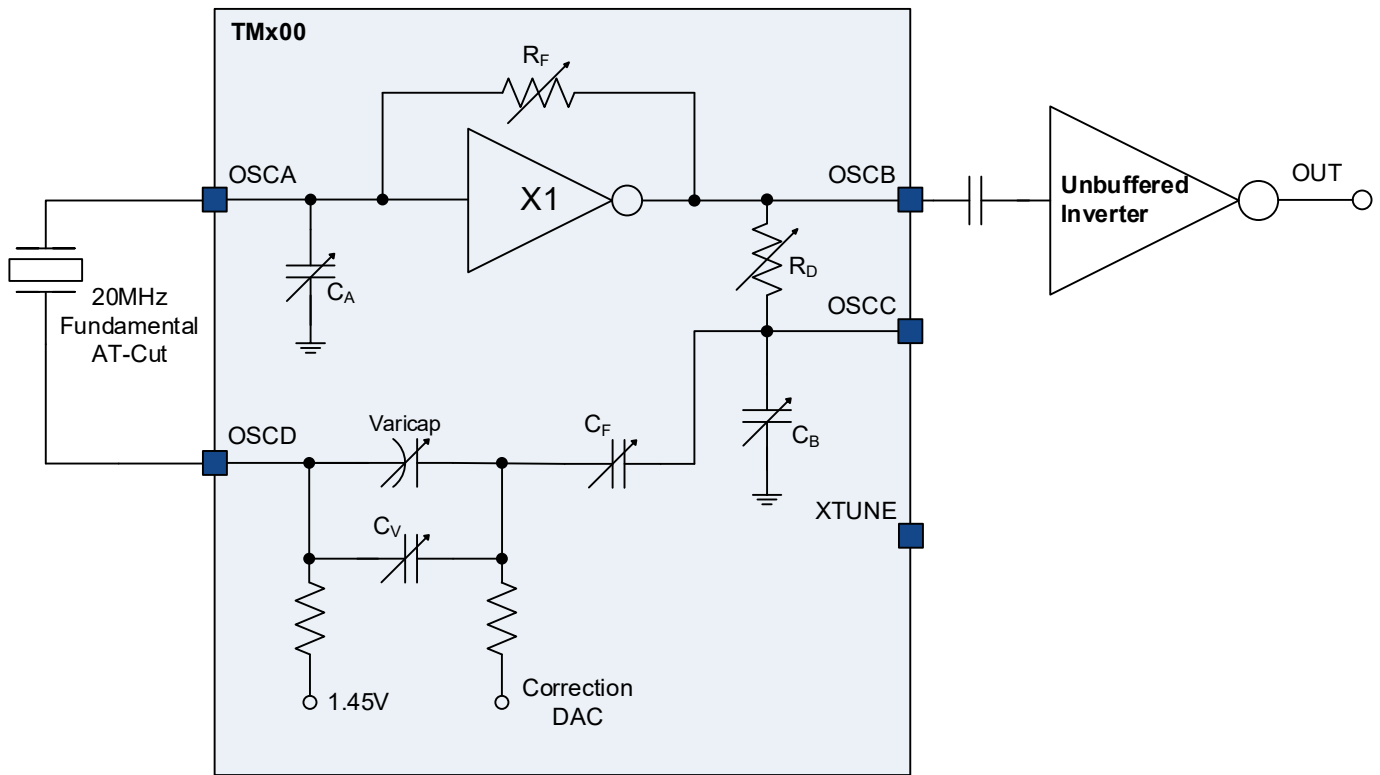 TMx00
RF
OSCA
X1
OSCB
Unbuffered
Inverter
OUT
CA
RD
20MHz
Fundamental
AT-Cut
OSCC
OSCD
Varicap
CF
CB
XTUNE
CV
1.45V
Correction
DAC